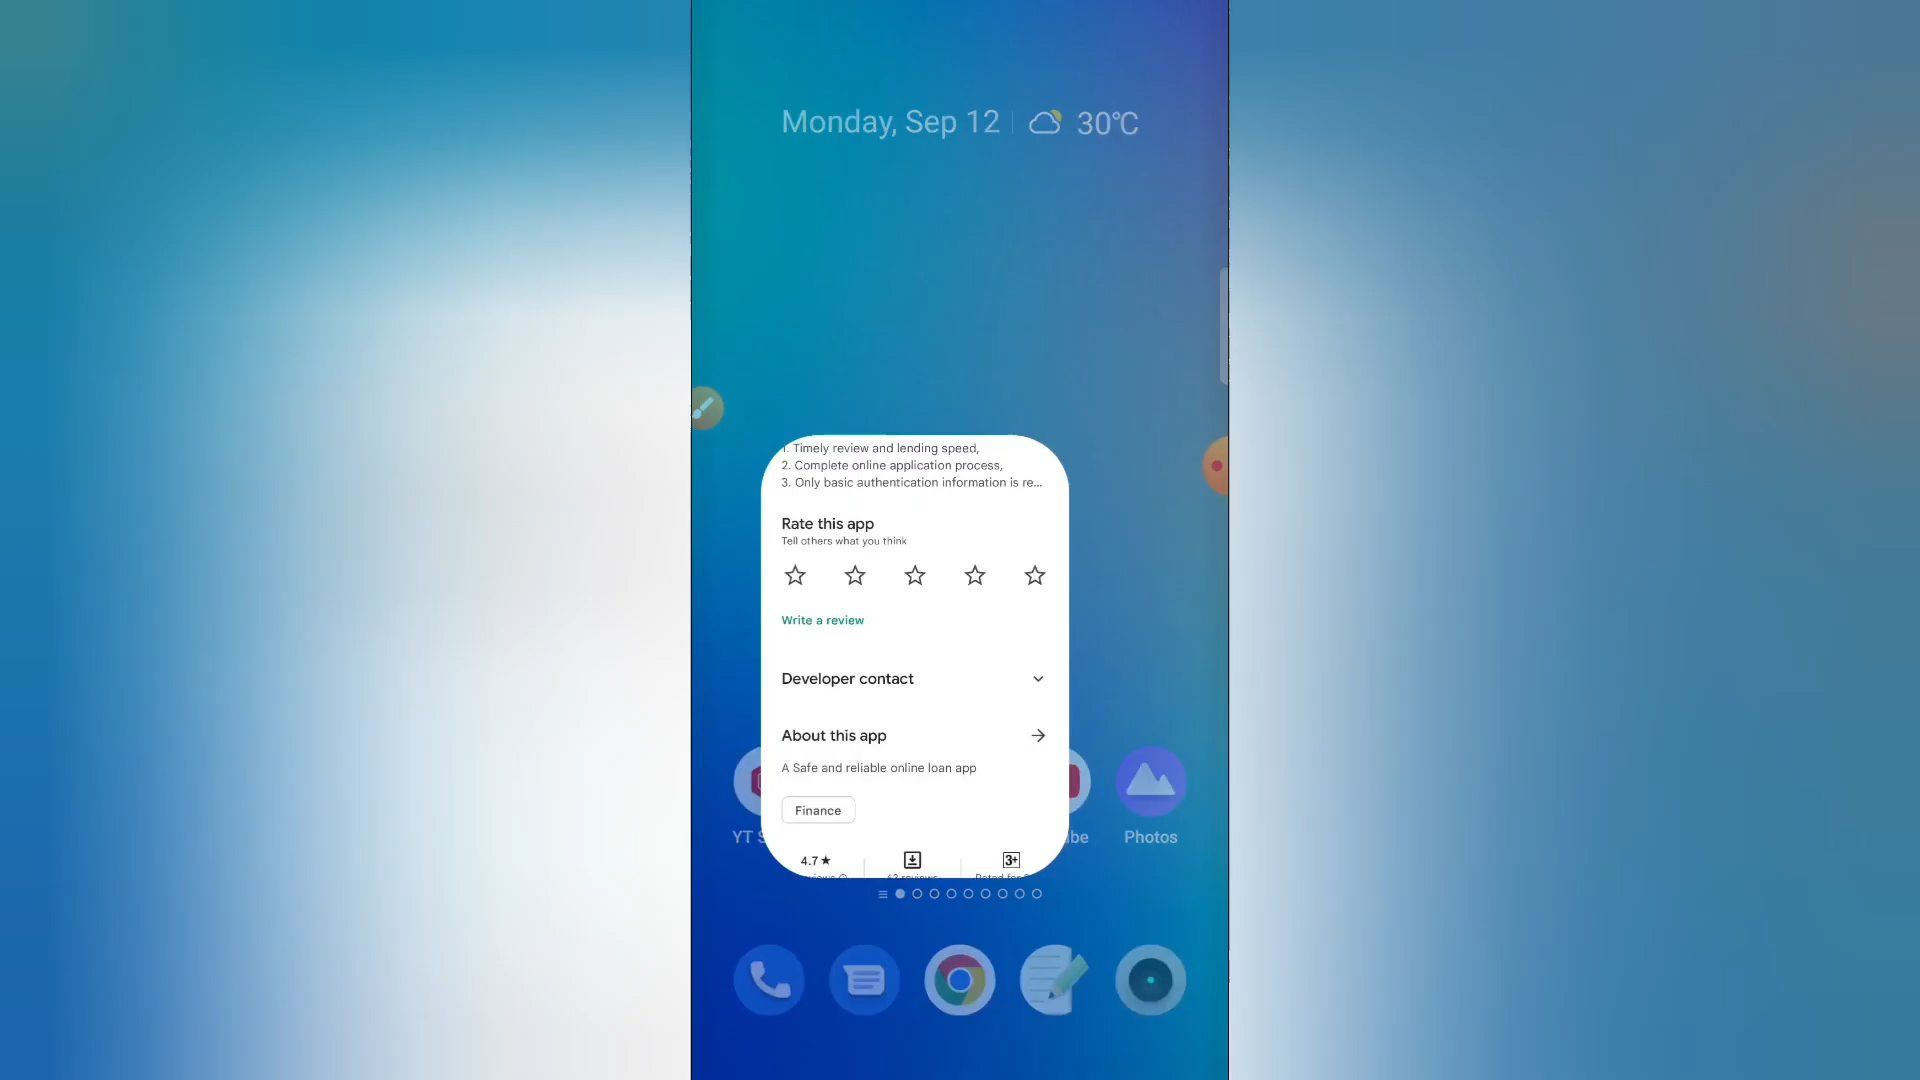 Monday, Sep 12 30°C
1. Timely review and lending speed,
2. Complete online application process,
3. Only basic authentication information is re...
Rate this app
Tell others what you think
Write a review
Developer contact
About this app
A Safe and reliable online loan app
Finance
YT
Photos
4.7★
3+